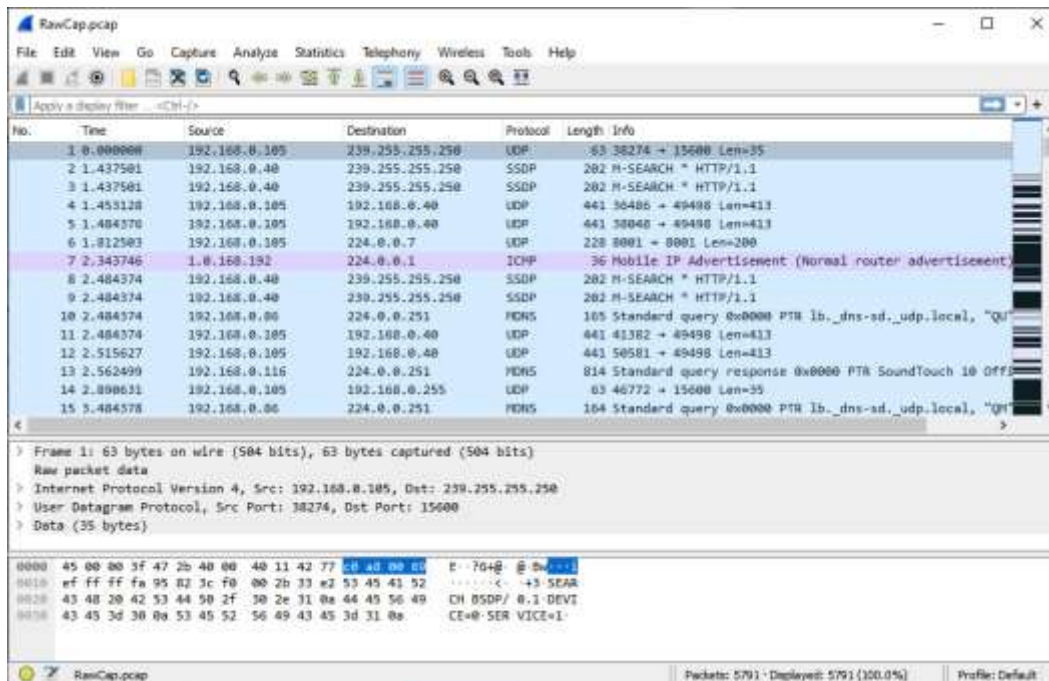 RawCap.pcap
File Edit View Go Capture Analyze Statistics Telephony Wireless Tools Help
Apply a display filter ... <Ctrl-/>
No. Time Source Destination Protocol Length Info
1 0.000000 192.168.0.105 239.255.255.250 UDP 63 38274 → 15600 Len=35
2 1.437501 192.168.0.40 239.255.255.250 SSDP 202 M-SEARCH * HTTP/1.1
3 1.437501 192.168.0.40 239.255.255.250 SSDP 202 M-SEARCH * HTTP/1.1
4 1.453128 192.168.0.105 192.168.0.40 UDP 441 36486 → 49498 Len=413
5 1.484370 192.168.0.105 192.168.0.40 UDP 441 38048 → 49498 Len=413
6 1.812503 192.168.0.105 224.0.0.7 UDP 228 8001 → 8001 Len=200
7 2.343746 1.0.168.192 224.0.0.1 ICMP 36 Mobile IP Advertisement (Normal router advertisement)
8 2.484374 192.168.0.40 239.255.255.250 SSDP 202 M-SEARCH * HTTP/1.1
9 2.484374 192.168.0.40 239.255.255.250 SSDP 202 M-SEARCH * HTTP/1.1
10 2.484374 192.168.0.86 224.0.0.251 MDNS 165 Standard query 0x0000 PTR lb._dns-sd._udp.local, "QU"
11 2.484374 192.168.0.105 192.168.0.40 UDP 441 41382 → 49498 Len=413
12 2.515627 192.168.0.105 192.168.0.40 UDP 441 50581 → 49498 Len=413
13 2.562499 192.168.0.116 224.0.0.251 MDNS 814 Standard query response 0x0000 PTR SoundTouch 10 Offi
14 2.890631 192.168.0.105 192.168.0.255 UDP 63 46772 → 15600 Len=35
15 3.484378 192.168.0.86 224.0.0.251 MDNS 164 Standard query 0x0000 PTR lb._dns-sd._udp.local, "QM"
Frame 1: 63 bytes on wire (504 bits), 63 bytes captured (504 bits)
Raw packet data
Internet Protocol Version 4, Src: 192.168.0.105, Dst: 239.255.255.250
User Datagram Protocol, Src Port: 38274, Dst Port: 15600
Data (35 bytes)
0000 45 00 00 3f 47 2b 40 00 40 11 42 77 c0 a8 00 69 E··?G+@· @·Bw···i
0010 ef ff ff fa 95 82 3c f0 00 2b 33 e2 53 45 41 52 ······<· ·+3·SEAR
0020 43 48 20 42 53 44 50 2f 30 2e 31 0a 44 45 56 49 CH BSDP/ 0.1·DEVI
0030 43 45 3d 30 0a 53 45 52 56 49 43 45 3d 31 0a CE=0·SER VICE=1·
RawCap.pcap Packets: 5791 · Displayed: 5791 (100.0%) Profile: Default